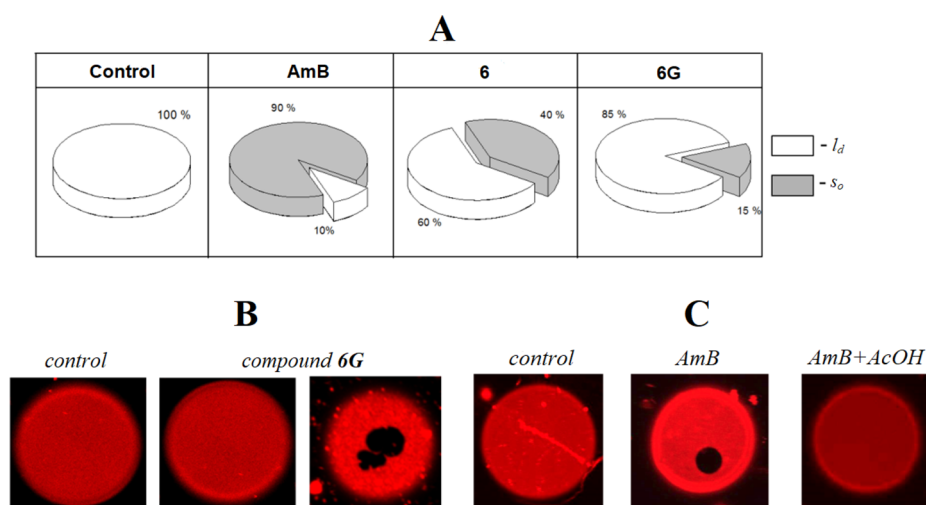 A
Control AmB 6 6G
100 %
90 %
10%
40 %
60 %
85 %
15 %
- l_d
- s_o
B
C
control compound 6G control AmB AmB+AcOH